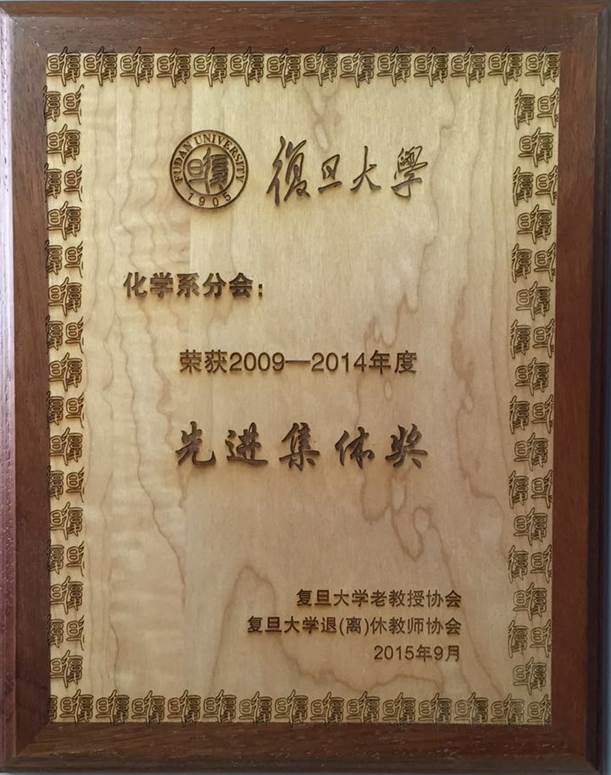 FUDAN UNIVERSITY
1905
復旦大學
化学系分会：
荣获2009—2014年度
先进集体奖
复旦大学老教授协会
复旦大学退(离)休教师协会
2015年9月